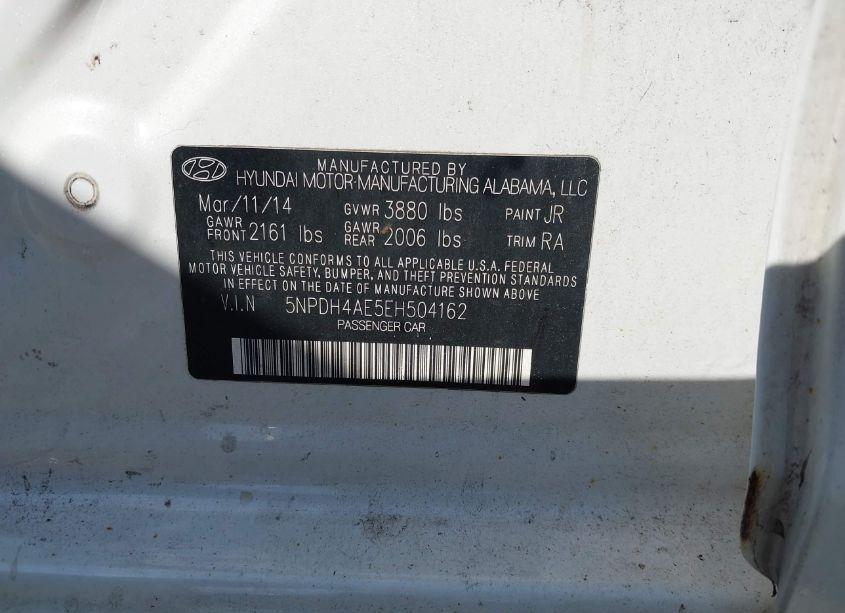 MANUFACTURED BY
HYUNDAI MOTOR MANUFACTURING ALABAMA, LLC
Mar/11/14 GVWR 3880 lbs PAINT JR
GAWR FRONT 2161 lbs GAWR REAR 2006 lbs TRIM RA
THIS VEHICLE CONFORMS TO ALL APPLICABLE U.S.A. FEDERAL
MOTOR VEHICLE SAFETY, BUMPER, AND THEFT PREVENTION STANDARDS
IN EFFECT ON THE DATE OF MANUFACTURE SHOWN ABOVE
V.I.N 5NPDH4AE5EH504162
PASSENGER CAR